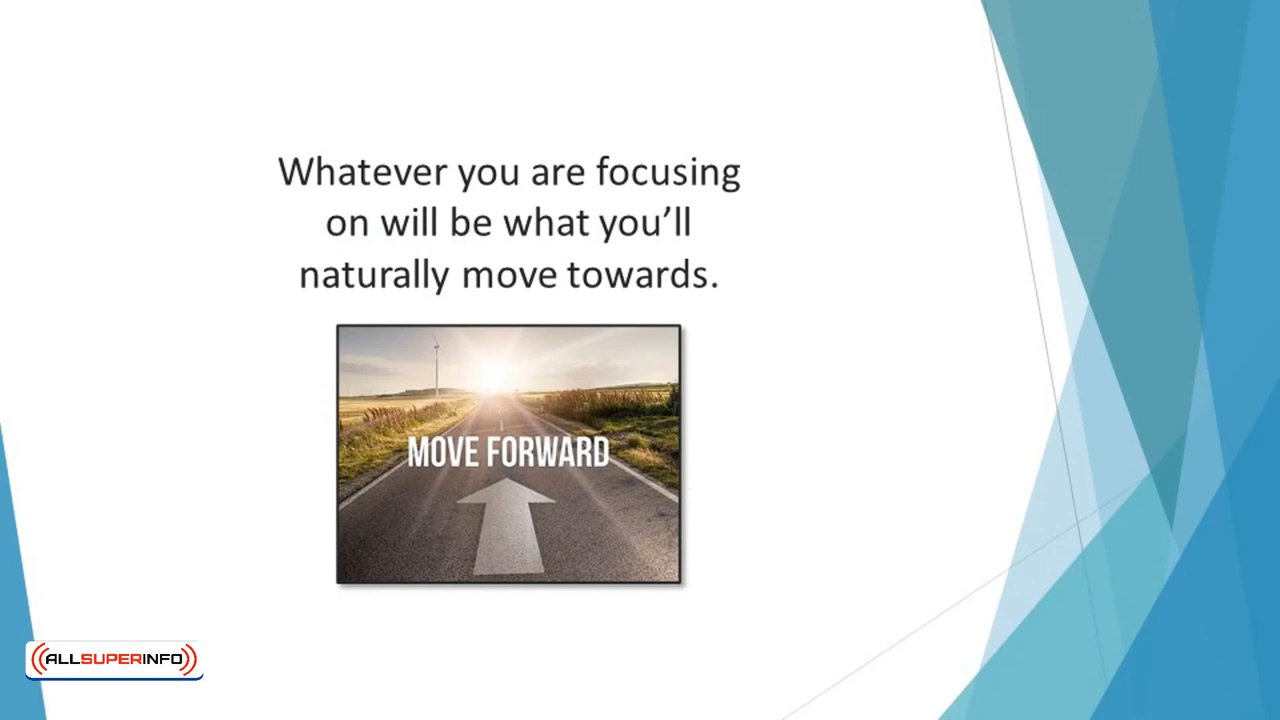 Whatever you are focusing
on will be what you’ll
naturally move towards.
MOVE FORWARD
ALLSUPERINFO